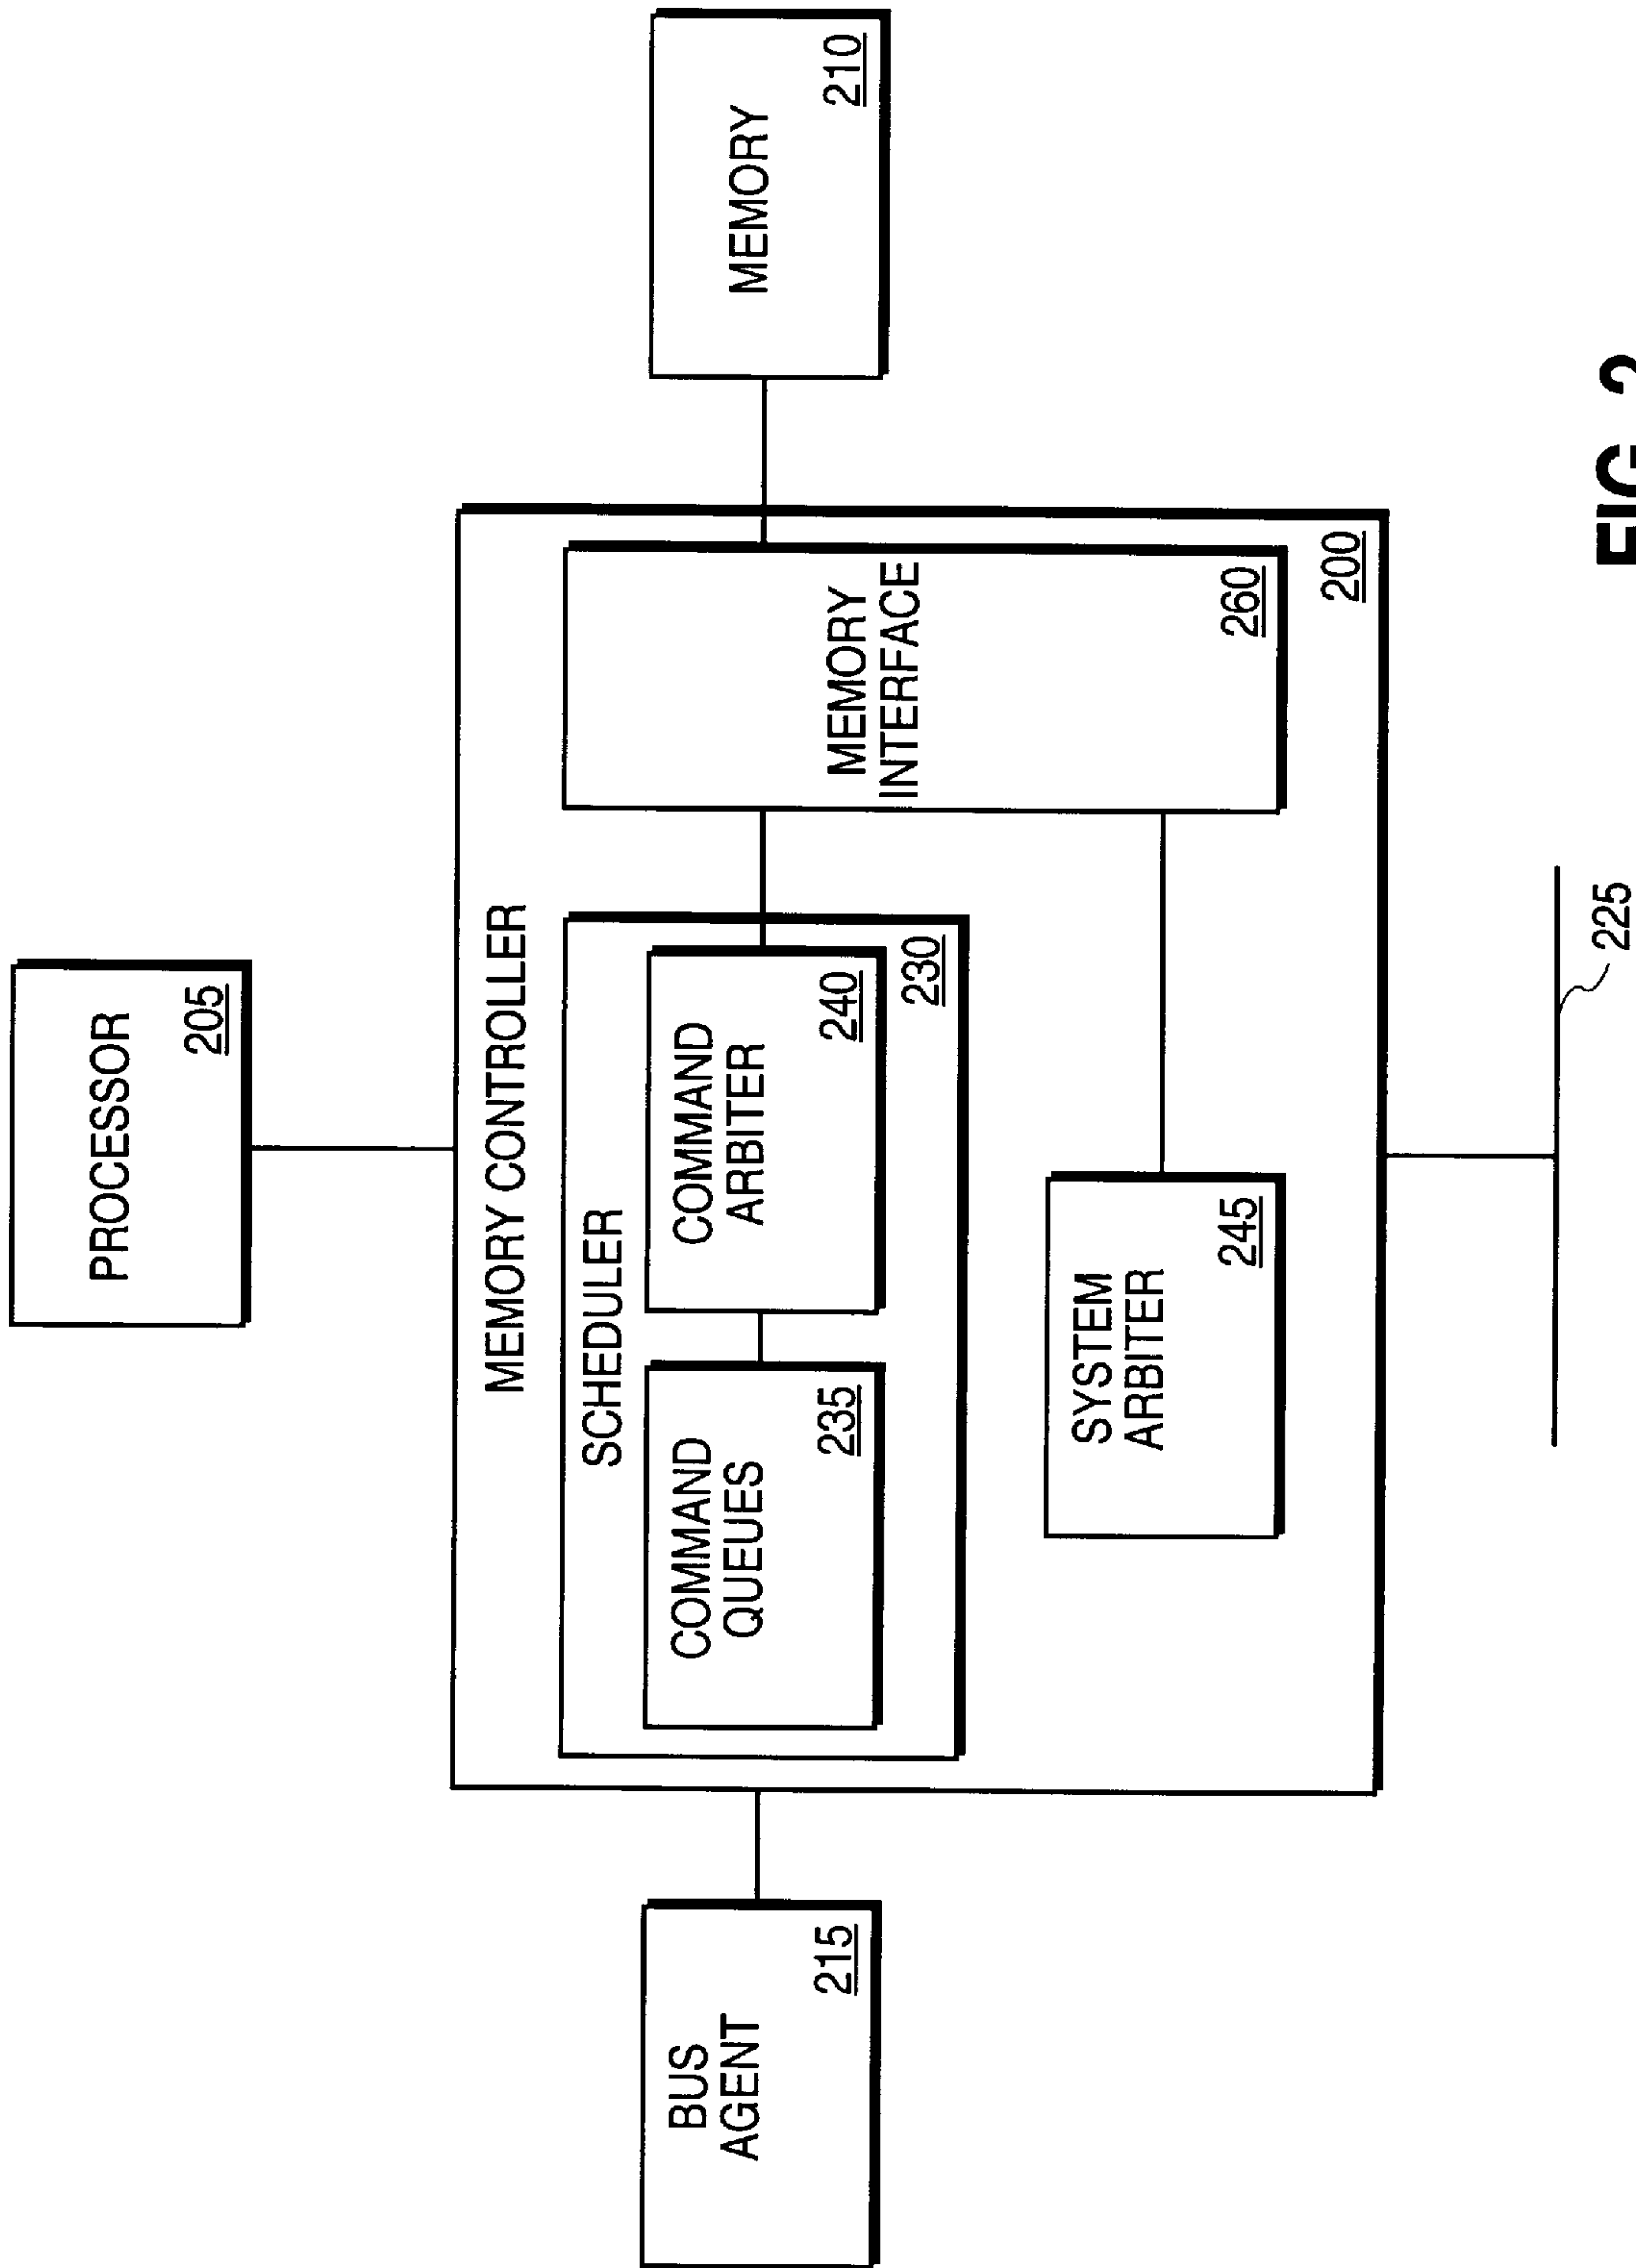 PROCESSOR
205
MEMORY CONTROLLER
SCHEDULER
BUS
AGENT
215
COMMAND
QUEUES
235
COMMAND
ARBITER
240
230
MEMORY
INTERFACE
260
MEMORY
210
SYSTEM
ARBITER
245
200
225
FIG. 2